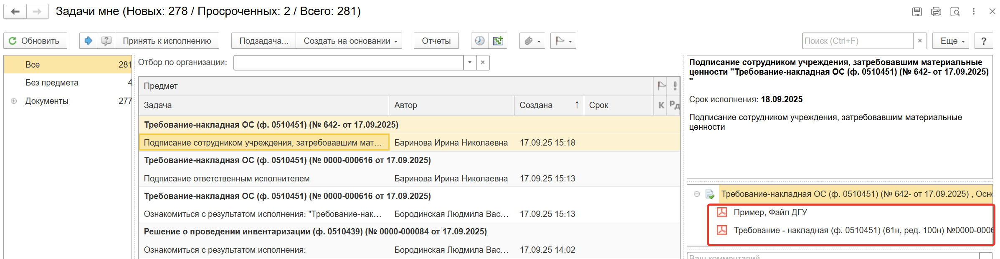 Задачи мне (Новых: 278 / Просроченных: 2 / Всего: 281)
Обновить
Принять к исполнению
Подзадача...
Создать на основании
Отчеты
Поиск (Ctrl+F)
×
Еще
?
Все 281
Без предмета 4
Документы 277
Отбор по организации:
×
Предмет
Задача Автор Создана ↑ Срок К Рд
Требование-накладная ОС (ф. 0510451) (№ 642- от 17.09.2025)
Подписание сотрудником учреждения, затребовавшим мат... Баринова Ирина Николаевна 17.09.25 15:18
Требование-накладная ОС (ф. 0510451) (№ 0000-000616 от 17.09.2025)
Подписание ответственным исполнителем Баринова Ирина Николаевна 17.09.25 15:13
Требование-накладная ОС (ф. 0510451) (№ 0000-000616 от 17.09.2025)
Ознакомиться с результатом исполнения: "Требование-нак... Бородинская Людмила Вас... 17.09.25 15:13
Решение о проведении инвентаризации (ф. 0510439) (№ 0000-000084 от 17.09.2025)
Ознакомиться с результатом исполнения: Бородинская Людмила Вас... 17.09.25 14:02
Подписание сотрудником учреждения, затребовавшим материальные
ценности "Требование-накладная ОС (ф. 0510451) (№ 642- от 17.09.2025)
"
Срок исполнения: 18.09.2025
Подписание сотрудником учреждения, затребовавшим материальные
ценности
Требование-накладная ОС (ф. 0510451) (№ 642- от 17.09.2025) , Осно
Пример, Файл ДГУ
Требование - накладная (ф. 0510451) (61н, ред. 100н) №0000-0006
Ваш комментарий